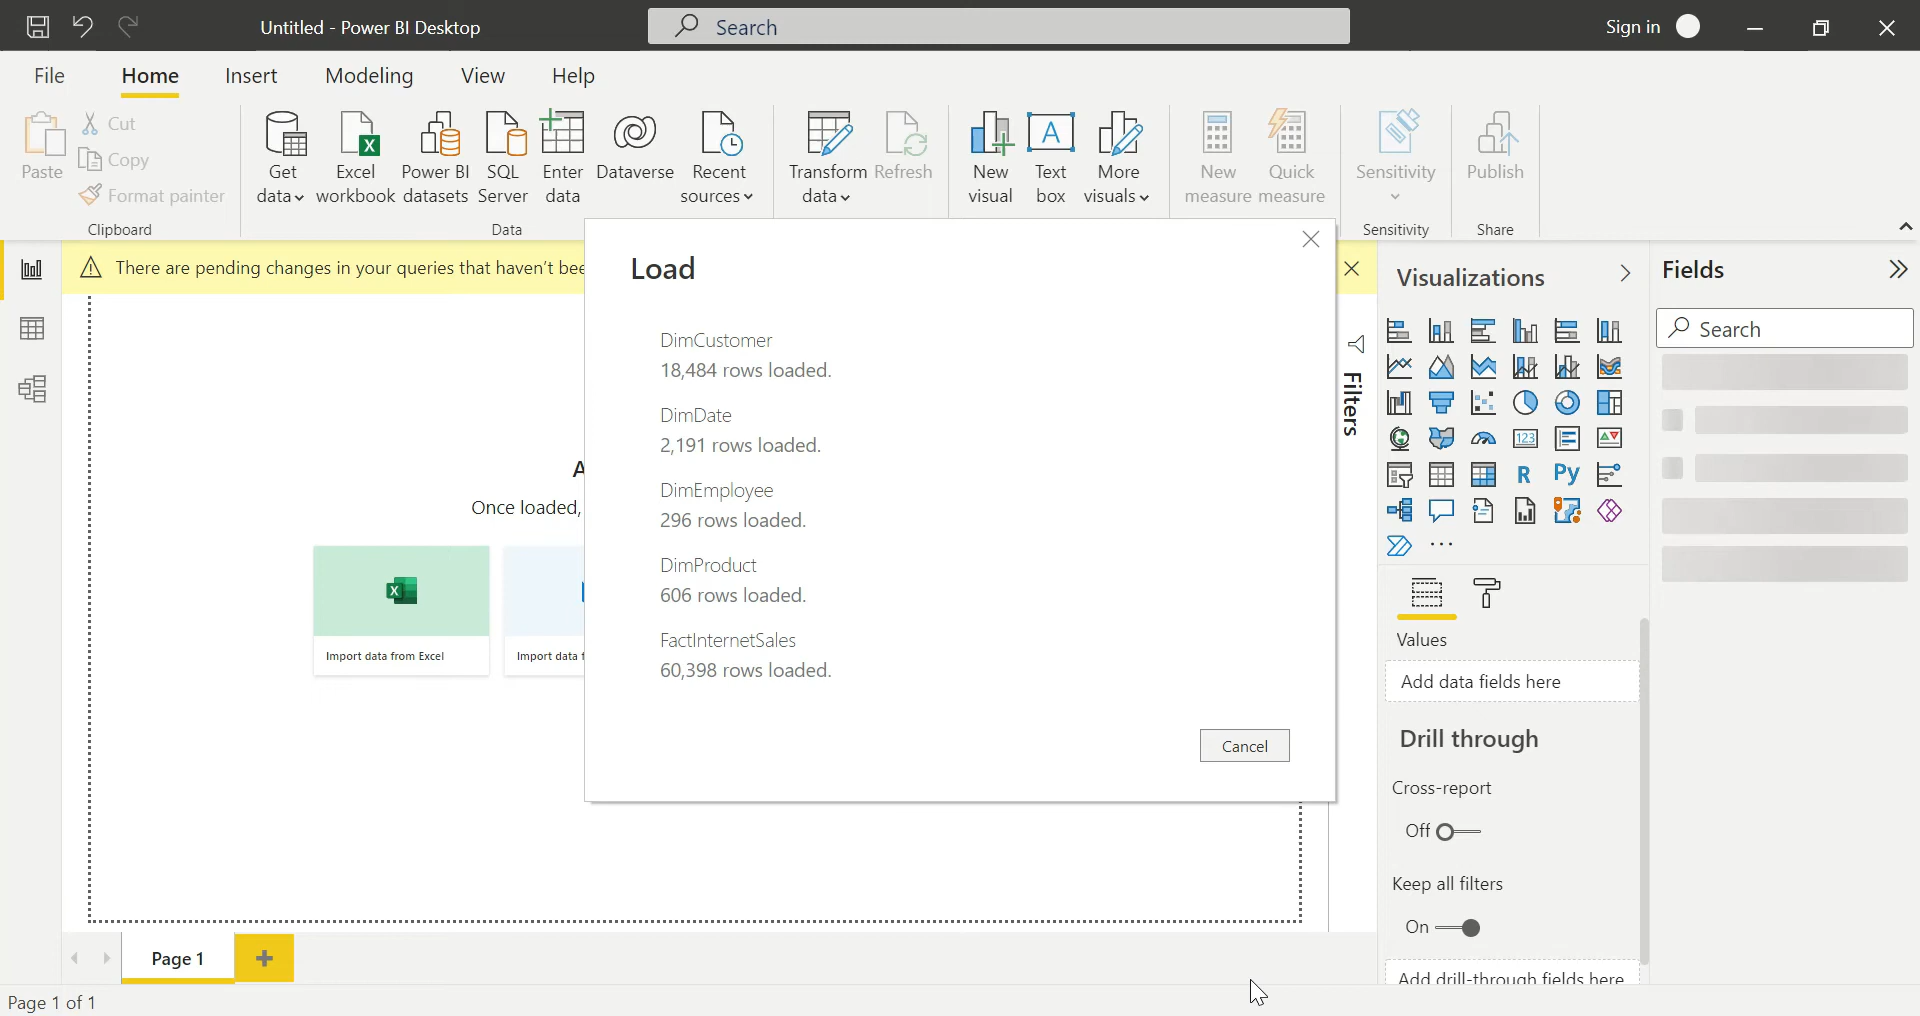 Untitled - Power BI Desktop
Search
Sign in
File
Home
Insert
Modeling
View
Help
Paste
Cut
Copy
Format painter
Clipboard
Get data
Excel workbook
Power BI datasets
SQL Server
Enter data
Dataverse
Recent sources
Data
Transform data
Refresh
New visual
Text box
More visuals
New measure
Quick measure
Sensitivity
Sensitivity
Publish
Share
There are pending changes in your queries that haven't bee
Load
DimCustomer
18,484 rows loaded.
DimDate
2,191 rows loaded.
DimEmployee
296 rows loaded.
DimProduct
606 rows loaded.
FactInternetSales
60,398 rows loaded.
Cancel
A
Once loaded,
Import data from Excel
Import data f
Filters
Visualizations
123
R
Py
Values
Add data fields here
Drill through
Cross-report
Off
Keep all filters
On
Add drill-through fields here
Fields
Search
Page 1
Page 1 of 1